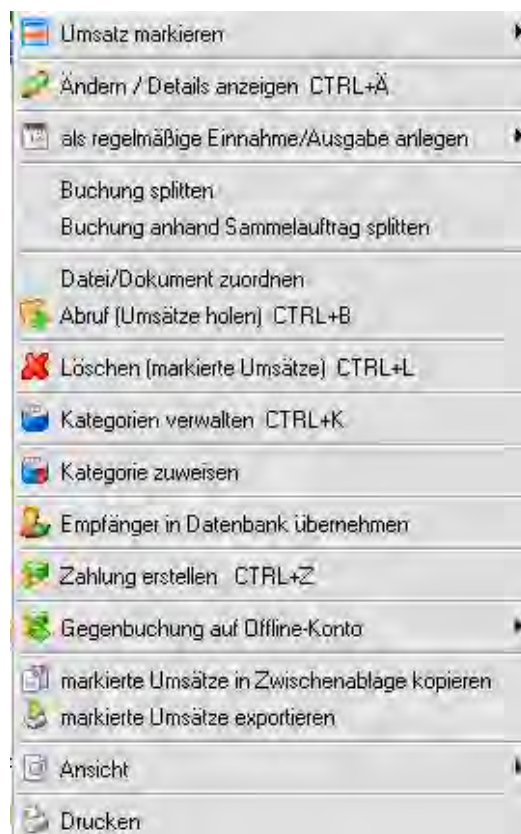 Umsatz markieren
Ändern / Details anzeigen CTRL+Ä
als regelmäßige Einnahme/Ausgabe anlegen
Buchung splitten
Buchung anhand Sammelauftrag splitten
Datei/Dokument zuordnen
Abruf (Umsätze holen) CTRL+B
Löschen (markierte Umsätze) CTRL+L
Kategorien verwalten CTRL+K
Kategorie zuweisen
Empfänger in Datenbank übernehmen
Zahlung erstellen CTRL+Z
Gegenbuchung auf Offline-Konto
markierte Umsätze in Zwischenablage kopieren
markierte Umsätze exportieren
Ansicht
Drucken